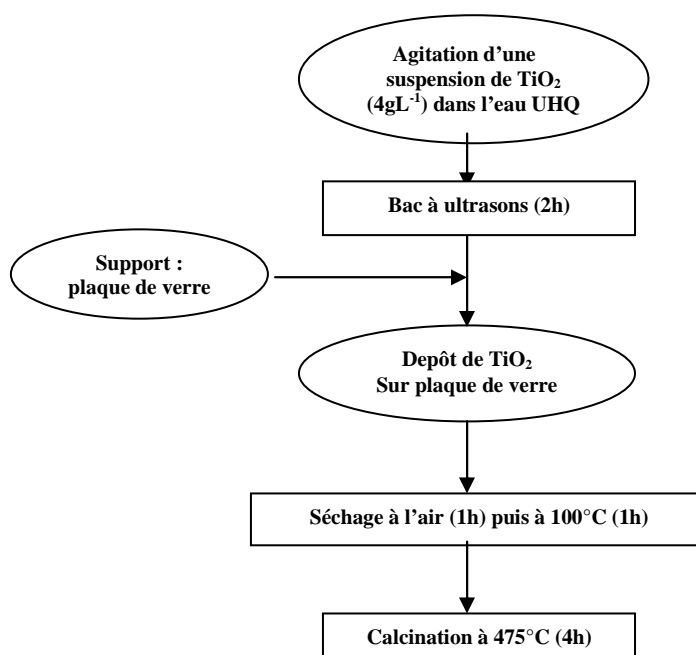 Agitation d’une
suspension de TiO₂
(4gL⁻¹) dans l’eau UHQ
Bac à ultrasons (2h)
Support :
plaque de verre
Depôt de TiO₂
Sur plaque de verre
Séchage à l’air (1h) puis à 100°C (1h)
Calcination à 475°C (4h)